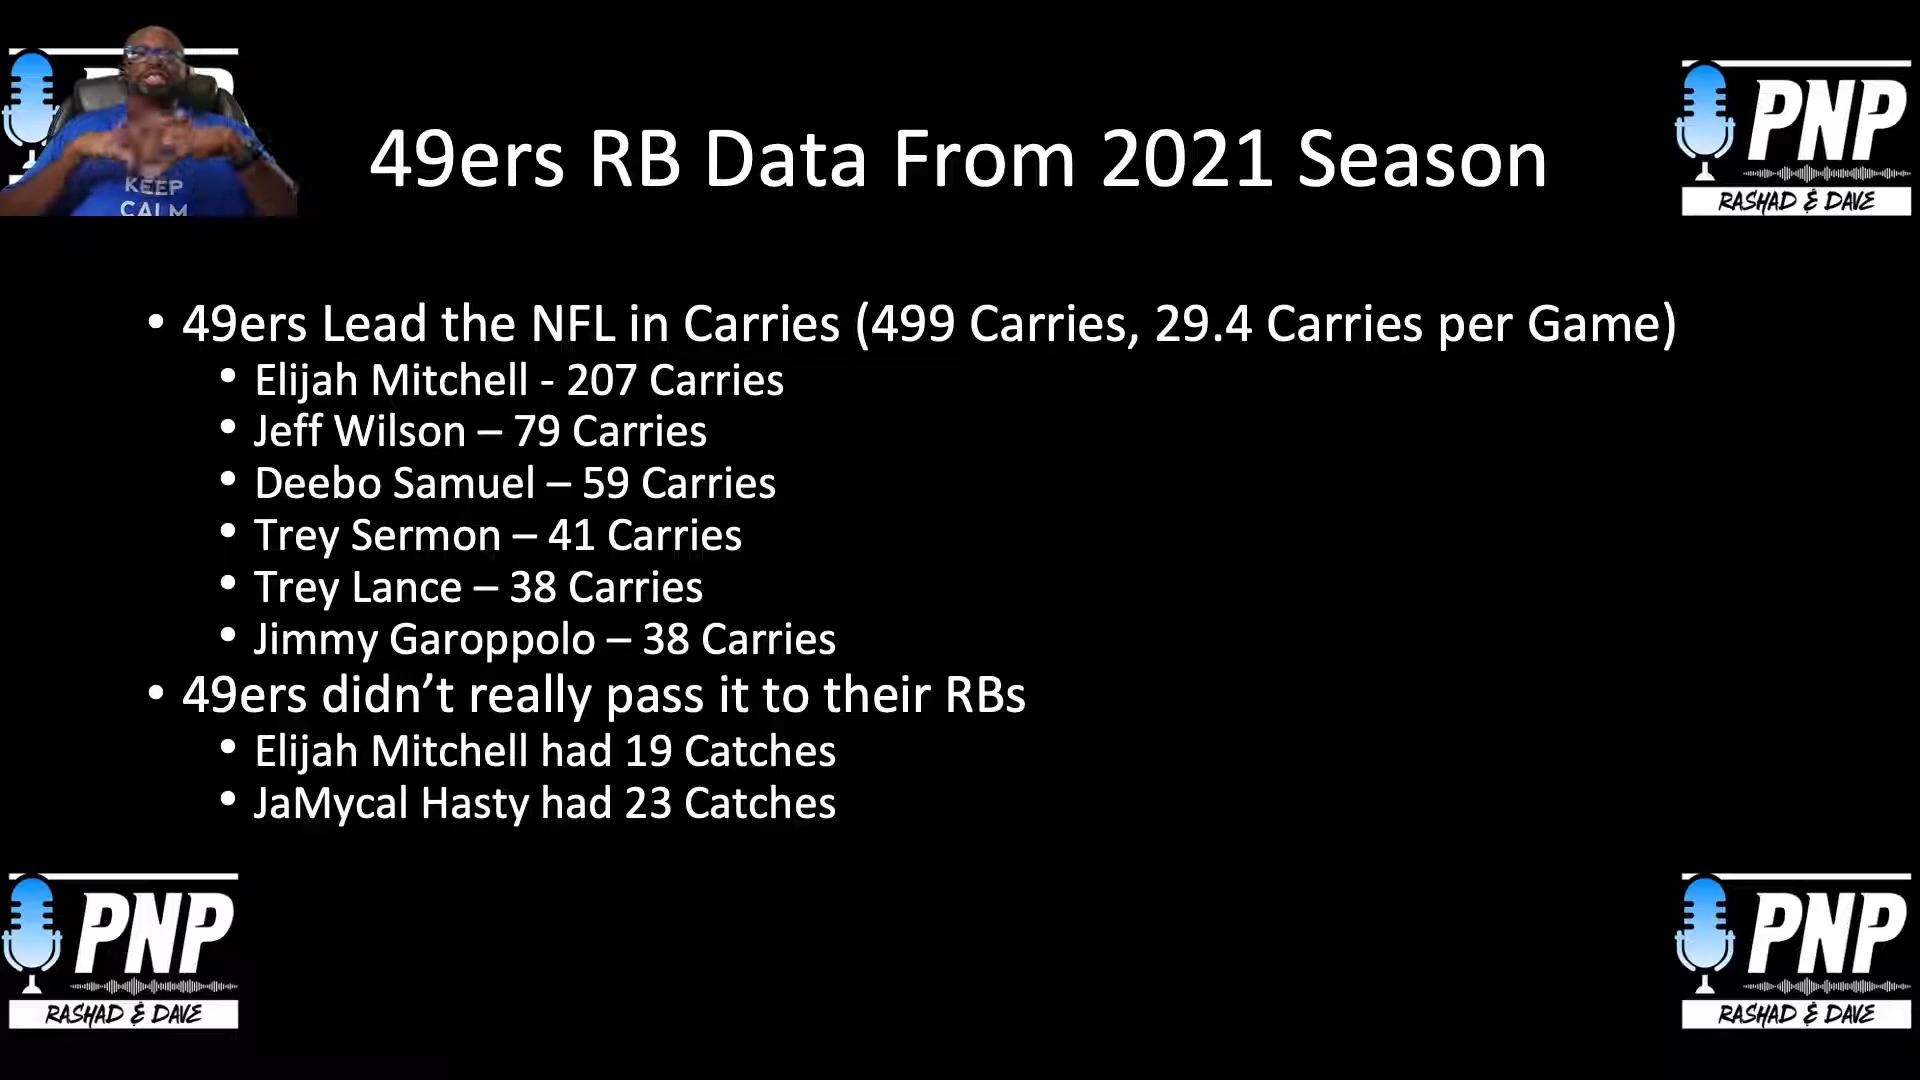 KEEP
CALM
49ers RB Data From 2021 Season
PNP
RASHAD & DAVE
• 49ers Lead the NFL in Carries (499 Carries, 29.4 Carries per Game)
• Elijah Mitchell - 207 Carries
• Jeff Wilson – 79 Carries
• Deebo Samuel – 59 Carries
• Trey Sermon – 41 Carries
• Trey Lance – 38 Carries
• Jimmy Garoppolo – 38 Carries
• 49ers didn’t really pass it to their RBs
• Elijah Mitchell had 19 Catches
• JaMycal Hasty had 23 Catches
PNP
RASHAD & DAVE
PNP
RASHAD & DAVE